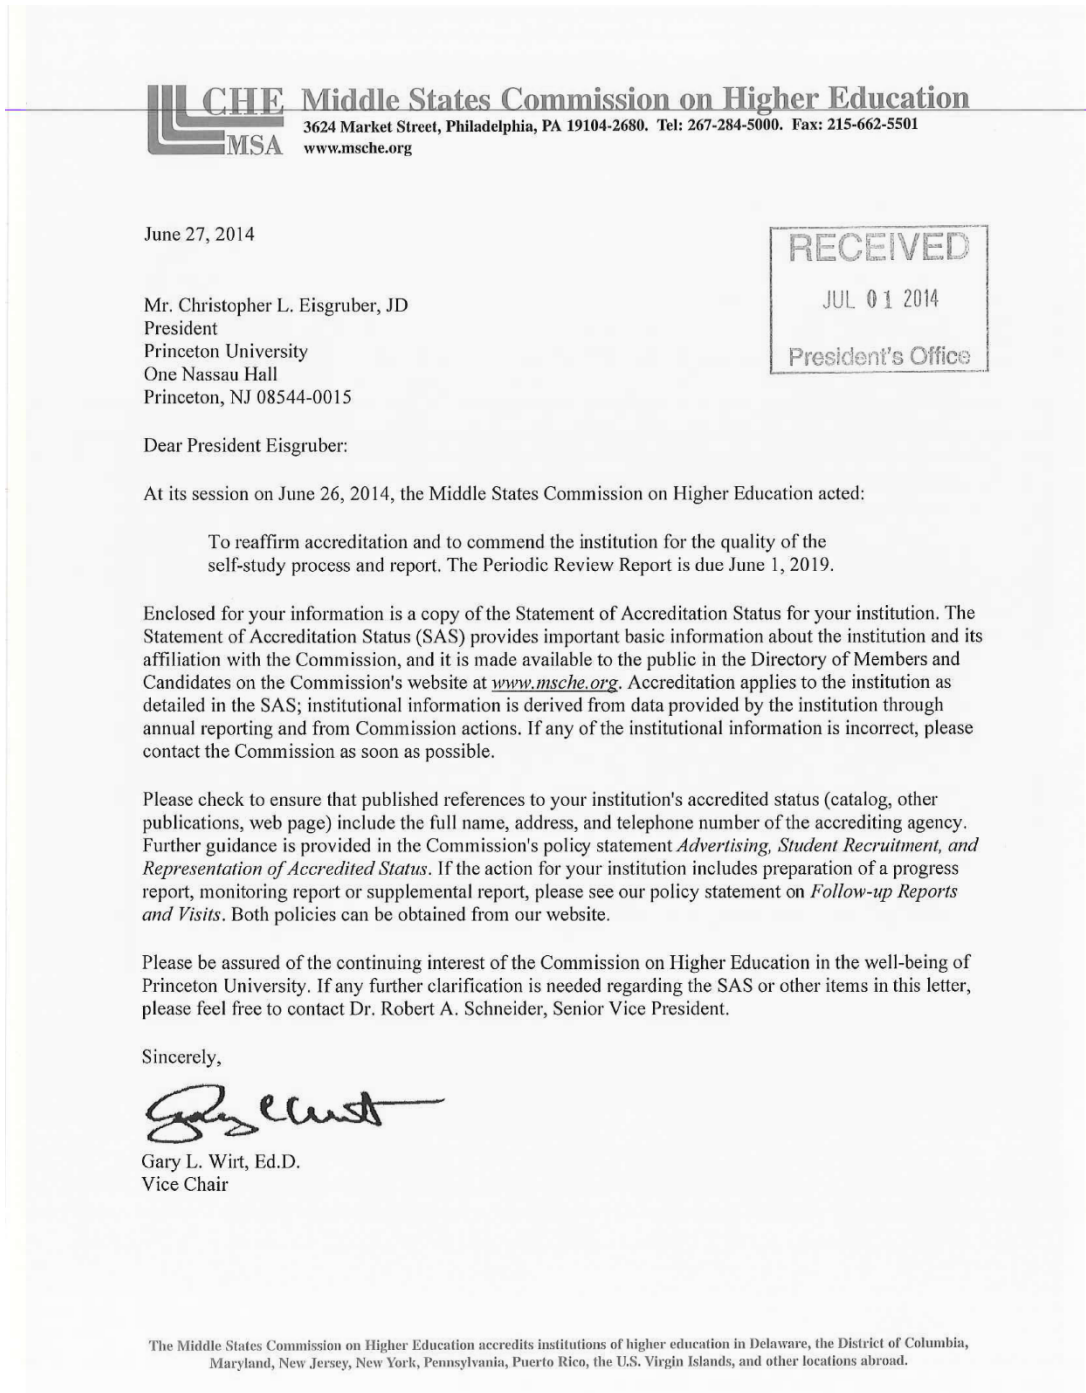 CHE Middle States Commission on Higher Education
MSA
3624 Market Street, Philadelphia, PA 19104-2680. Tel: 267-284-5000. Fax: 215-662-5501
www.msche.org
June 27, 2014
RECEIVED
JUL 01 2014
President's Office
Mr. Christopher L. Eisgruber, JD
President
Princeton University
One Nassau Hall
Princeton, NJ 08544-0015
Dear President Eisgruber:
At its session on June 26, 2014, the Middle States Commission on Higher Education acted:
To reaffirm accreditation and to commend the institution for the quality of the
self-study process and report. The Periodic Review Report is due June 1, 2019.
Enclosed for your information is a copy of the Statement of Accreditation Status for your institution. The
Statement of Accreditation Status (SAS) provides important basic information about the institution and its
affiliation with the Commission, and it is made available to the public in the Directory of Members and
Candidates on the Commission's website at www.msche.org. Accreditation applies to the institution as
detailed in the SAS; institutional information is derived from data provided by the institution through
annual reporting and from Commission actions. If any of the institutional information is incorrect, please
contact the Commission as soon as possible.
Please check to ensure that published references to your institution's accredited status (catalog, other
publications, web page) include the full name, address, and telephone number of the accrediting agency.
Further guidance is provided in the Commission's policy statement Advertising, Student Recruitment, and
Representation of Accredited Status. If the action for your institution includes preparation of a progress
report, monitoring report or supplemental report, please see our policy statement on Follow-up Reports
and Visits. Both policies can be obtained from our website.
Please be assured of the continuing interest of the Commission on Higher Education in the well-being of
Princeton University. If any further clarification is needed regarding the SAS or other items in this letter,
please feel free to contact Dr. Robert A. Schneider, Senior Vice President.
Sincerely,
Gary L. Wirt, Ed.D.
Vice Chair
The Middle States Commission on Higher Education accredits institutions of higher education in Delaware, the District of Columbia,
Maryland, New Jersey, New York, Pennsylvania, Puerto Rico, the U.S. Virgin Islands, and other locations abroad.